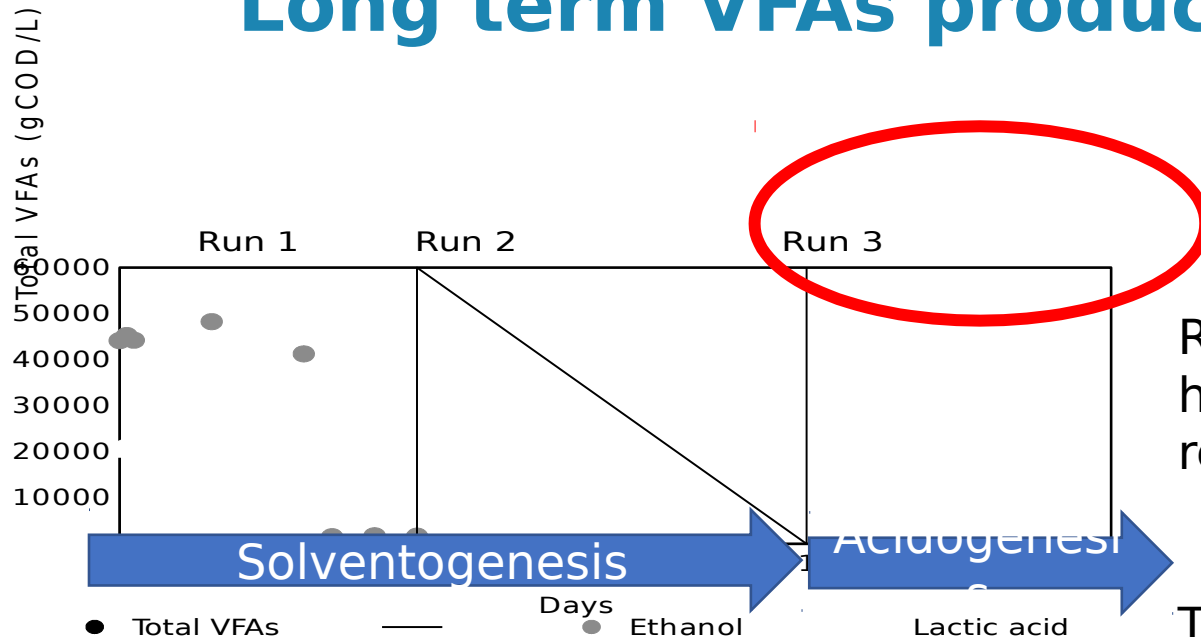 Long term VFAs produc
Total VFAs (gCOD/L)
Run 1 Run 2 Run 3
60000
50000
40000
30000
20000
10000
Solventogenesis
Acidogenesi
s
Days
Total VFAs Ethanol Lactic acid